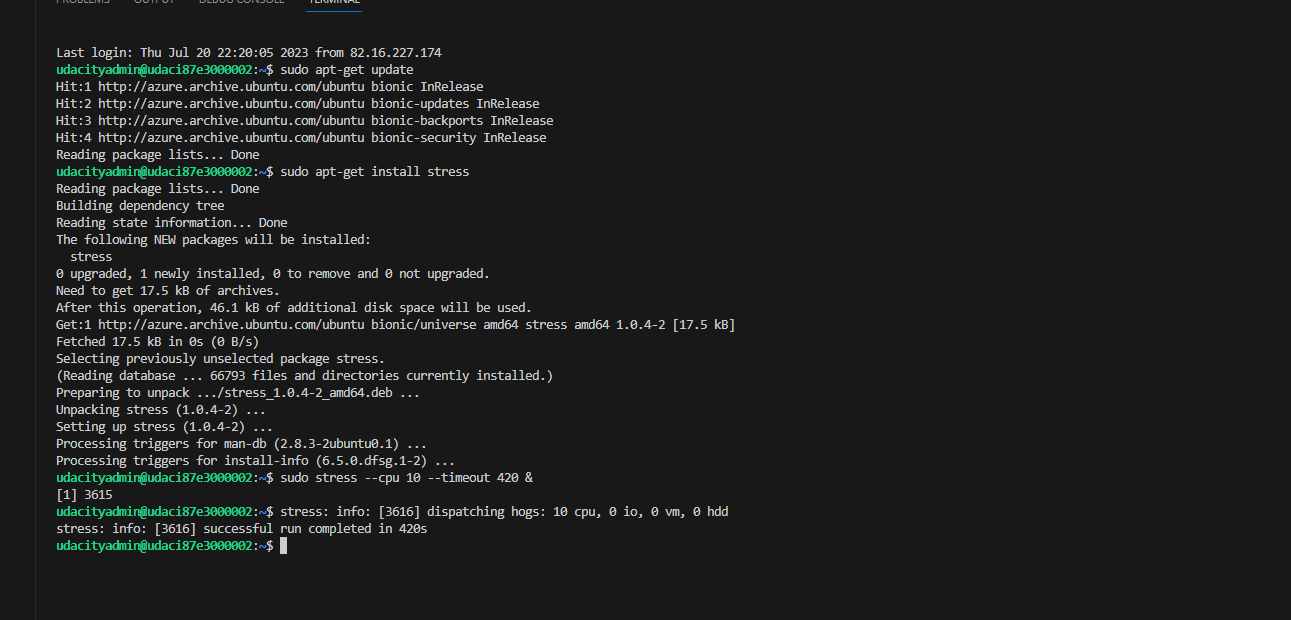 PROBLEMS OUTPUT DEBUG CONSOLE TERMINAL
Last login: Thu Jul 20 22:20:05 2023 from 82.16.227.174
udacityadmin@udaci87e3000002:~$ sudo apt-get update
Hit:1 http://azure.archive.ubuntu.com/ubuntu bionic InRelease
Hit:2 http://azure.archive.ubuntu.com/ubuntu bionic-updates InRelease
Hit:3 http://azure.archive.ubuntu.com/ubuntu bionic-backports InRelease
Hit:4 http://azure.archive.ubuntu.com/ubuntu bionic-security InRelease
Reading package lists... Done
udacityadmin@udaci87e3000002:~$ sudo apt-get install stress
Reading package lists... Done
Building dependency tree
Reading state information... Done
The following NEW packages will be installed:
  stress
0 upgraded, 1 newly installed, 0 to remove and 0 not upgraded.
Need to get 17.5 kB of archives.
After this operation, 46.1 kB of additional disk space will be used.
Get:1 http://azure.archive.ubuntu.com/ubuntu bionic/universe amd64 stress amd64 1.0.4-2 [17.5 kB]
Fetched 17.5 kB in 0s (0 B/s)
Selecting previously unselected package stress.
(Reading database ... 66793 files and directories currently installed.)
Preparing to unpack .../stress_1.0.4-2_amd64.deb ...
Unpacking stress (1.0.4-2) ...
Setting up stress (1.0.4-2) ...
Processing triggers for man-db (2.8.3-2ubuntu0.1) ...
Processing triggers for install-info (6.5.0.dfsg.1-2) ...
udacityadmin@udaci87e3000002:~$ sudo stress --cpu 10 --timeout 420 &
[1] 3615
udacityadmin@udaci87e3000002:~$ stress: info: [3616] dispatching hogs: 10 cpu, 0 io, 0 vm, 0 hdd
stress: info: [3616] successful run completed in 420s
udacityadmin@udaci87e3000002:~$